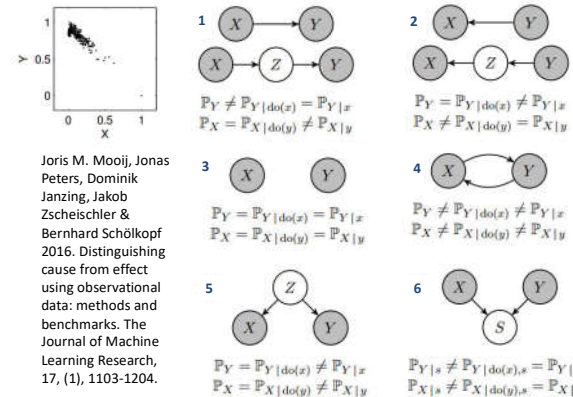 Y
1
0.5
0
0 0.5 1
X
Joris M. Mooij, Jonas
Peters, Dominik
Janzing, Jakob
Zscheischler &
Bernhard Schölkopf
2016. Distinguishing
cause from effect
using observational
data: methods and
benchmarks. The
Journal of Machine
Learning Research,
17, (1), 1103-1204.
1
X Y
X Z Y
ℙ_Y ≠ ℙ_{Y | do(x)} = ℙ_{Y | x}
ℙ_X = ℙ_{X | do(y)} ≠ ℙ_{X | y}
2
X Y
X Z Y
ℙ_Y = ℙ_{Y | do(x)} ≠ ℙ_{Y | x}
ℙ_X ≠ ℙ_{X | do(y)} = ℙ_{X | y}
3
X Y
ℙ_Y = ℙ_{Y | do(x)} = ℙ_{Y | x}
ℙ_X = ℙ_{X | do(y)} = ℙ_{X | y}
4
X Y
ℙ_Y ≠ ℙ_{Y | do(x)} ≠ ℙ_{Y | x}
ℙ_X ≠ ℙ_{X | do(y)} ≠ ℙ_{X | y}
5
Z
X Y
ℙ_Y = ℙ_{Y | do(x)} ≠ ℙ_{Y | x}
ℙ_X = ℙ_{X | do(y)} ≠ ℙ_{X | y}
6
X Y
S
ℙ_{Y | s} ≠ ℙ_{Y | do(x),s} = ℙ_{Y |
ℙ_{X | s} ≠ ℙ_{X | do(y),s} = ℙ_{X |